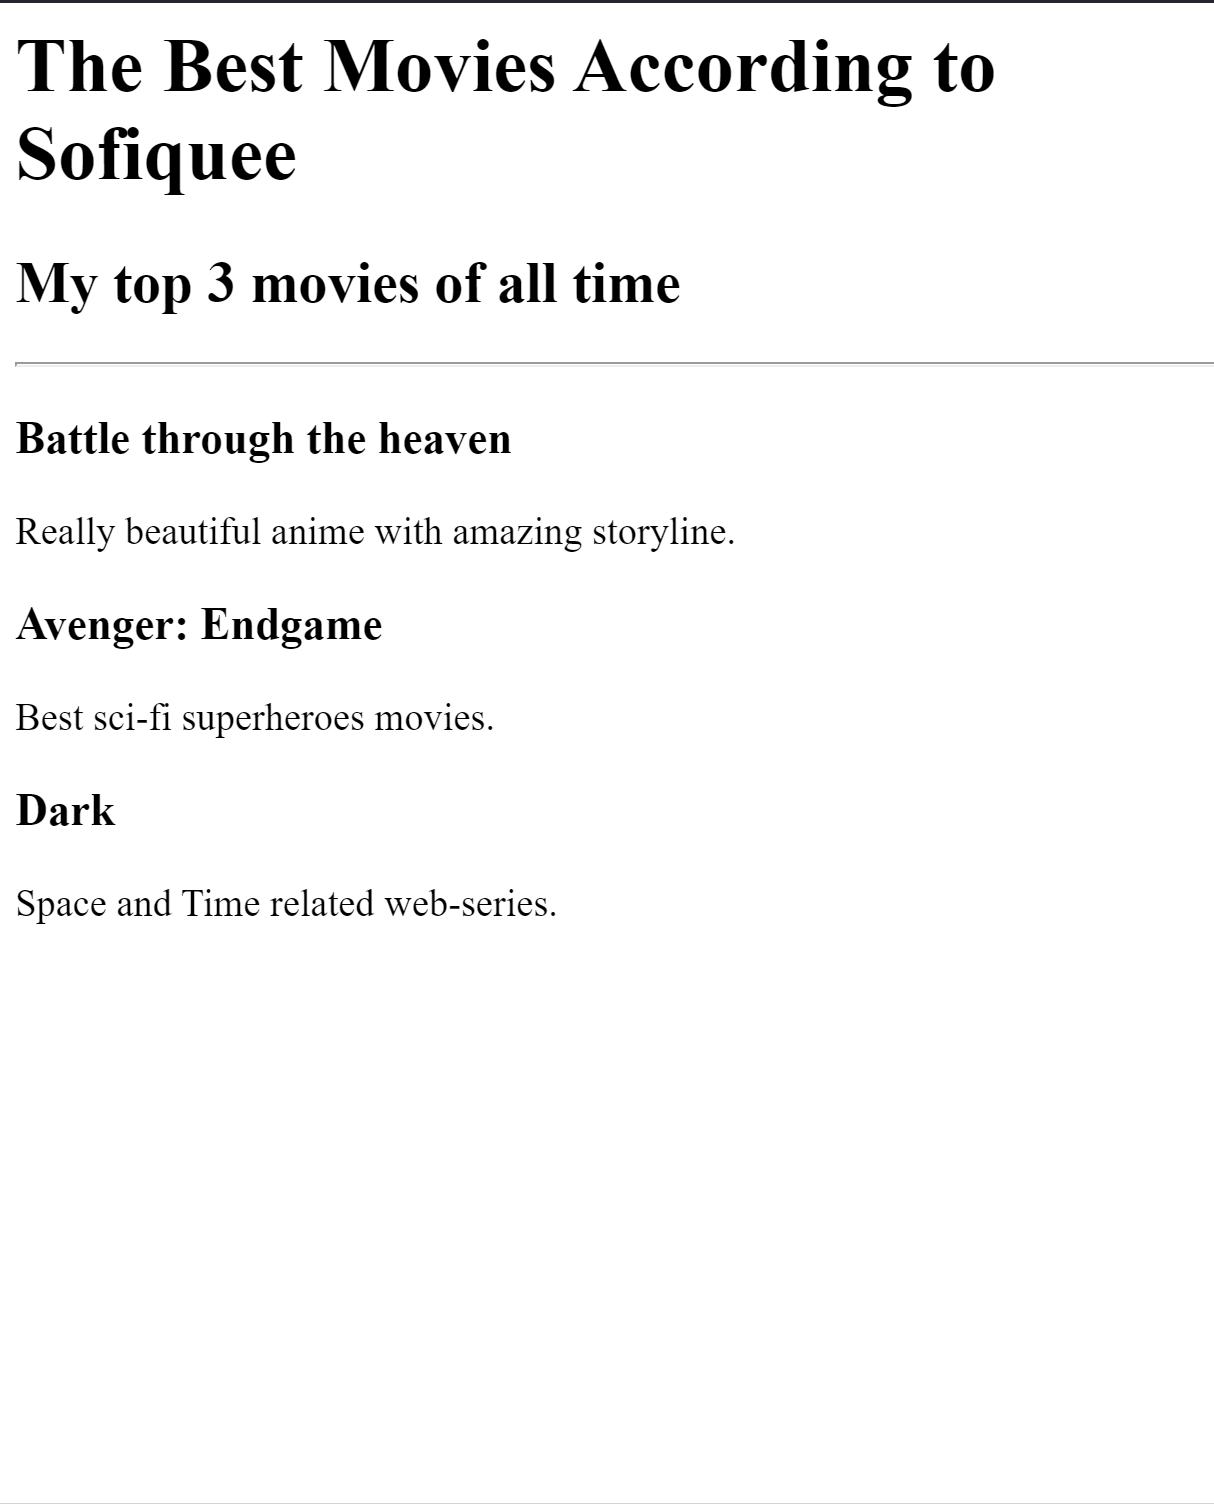 The Best Movies According to
Sofiquee
My top 3 movies of all time
Battle through the heaven
Really beautiful anime with amazing storyline.
Avenger: Endgame
Best sci-fi superheroes movies.
Dark
Space and Time related web-series.